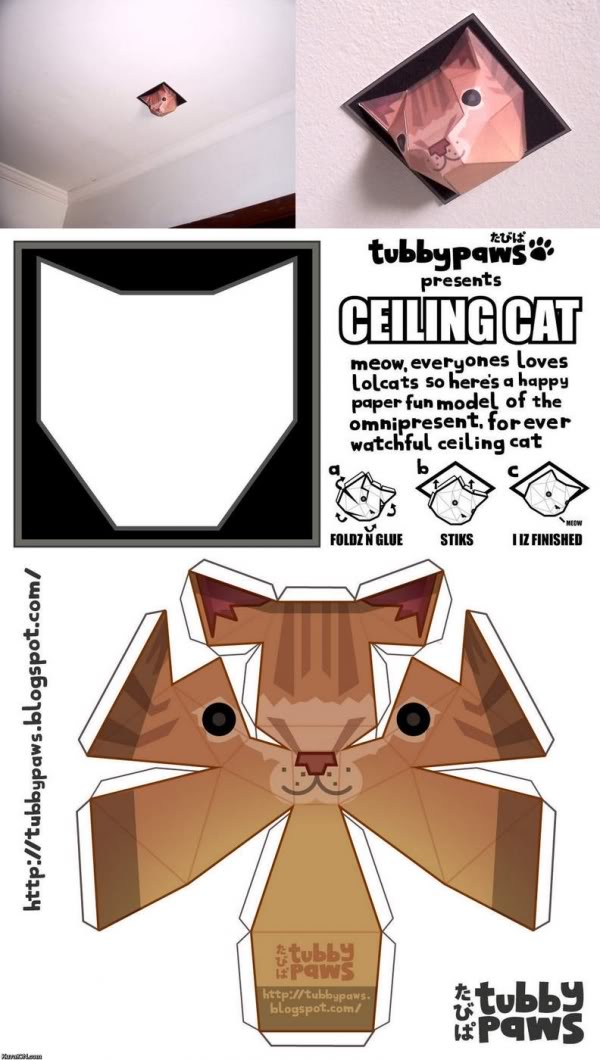 たびぱ
tubbypaws
presents
CEILING CAT
meow, everyones loves
lolcats so here's a happy
paper fun model of the
omnipresent, for ever
watchful ceiling cat
a
b
c
MEOW
FOLDZ N GLUE
STIKS
I IZ FINISHED
http://tubbypaws.blogspot.com/
たびぱ
tubby
paws
http://tubbypaws.
blogspot.com/
たびぱ
tubby
paws